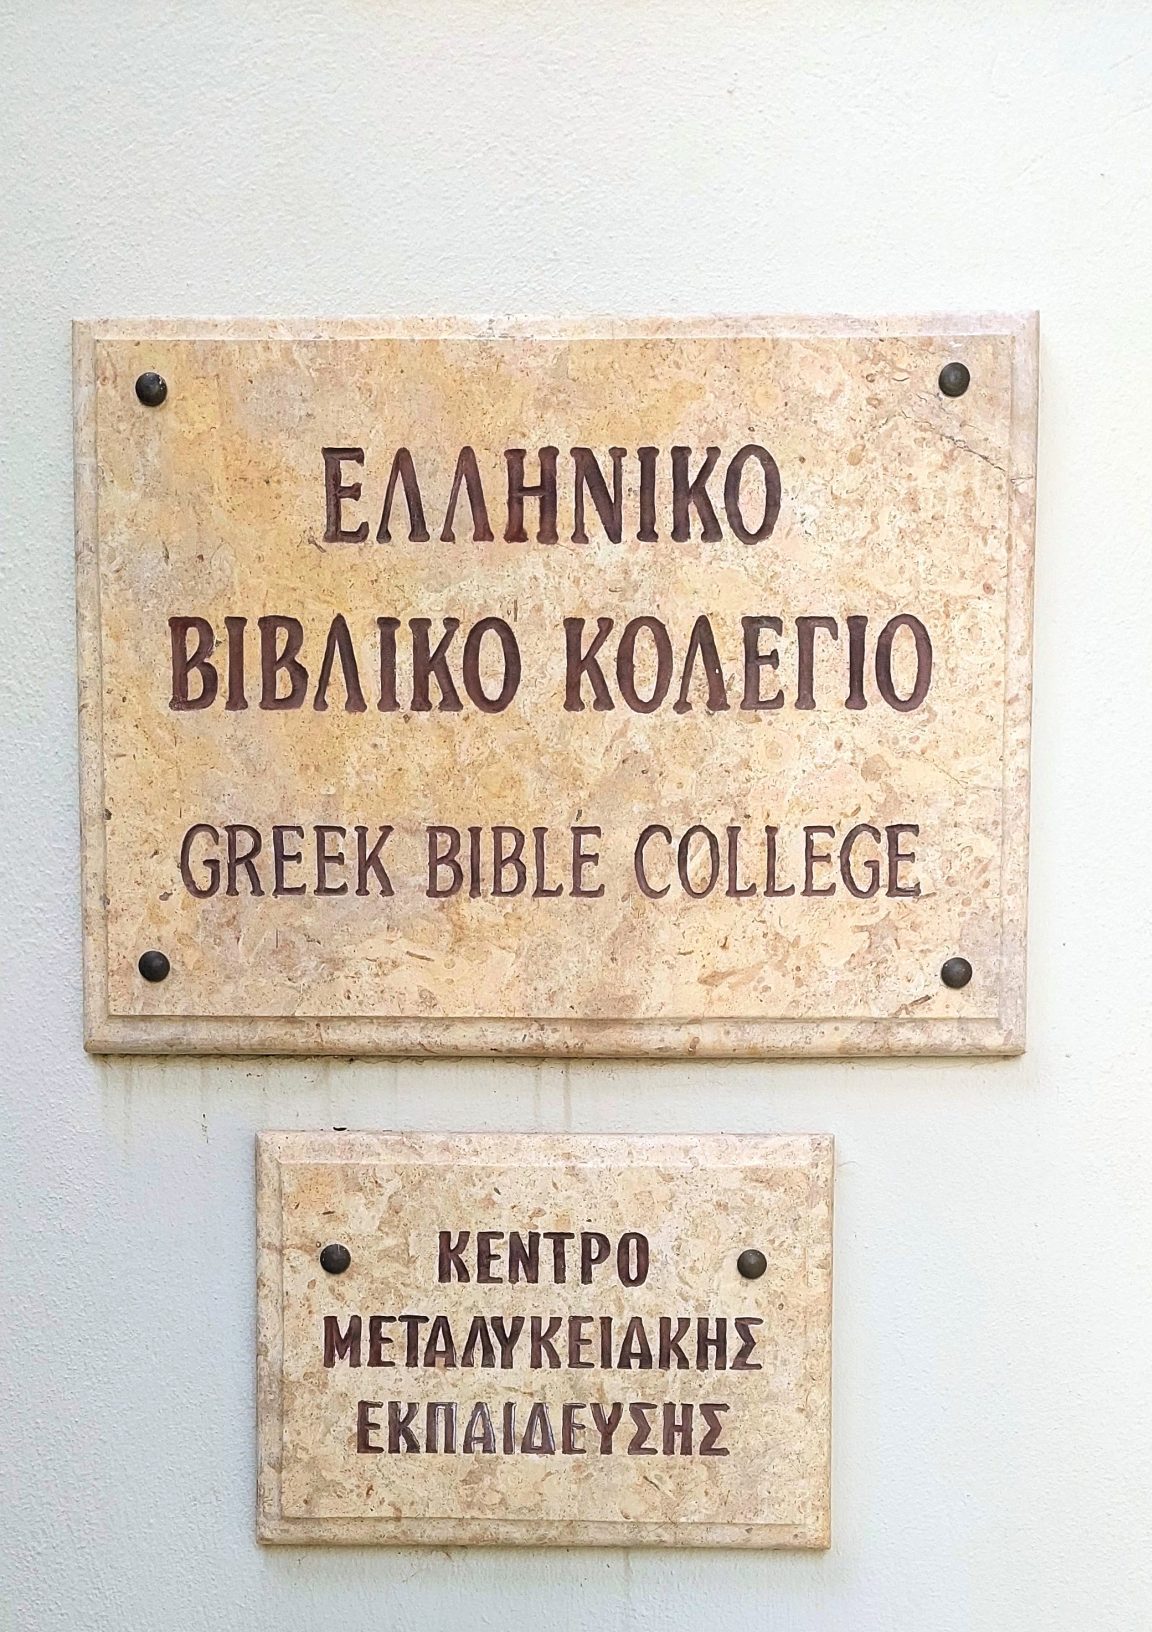 ΕΛΛΗΝΙΚΟ
ΒΙΒΛΙΚΟ ΚΟΛΕΓΙΟ
GREEK BIBLE COLLEGE
ΚΕΝΤΡΟ
ΜΕΤΑΛΥΚΕΙΑΚΗΣ
ΕΚΠΑΙΔΕΥΣΗΣ